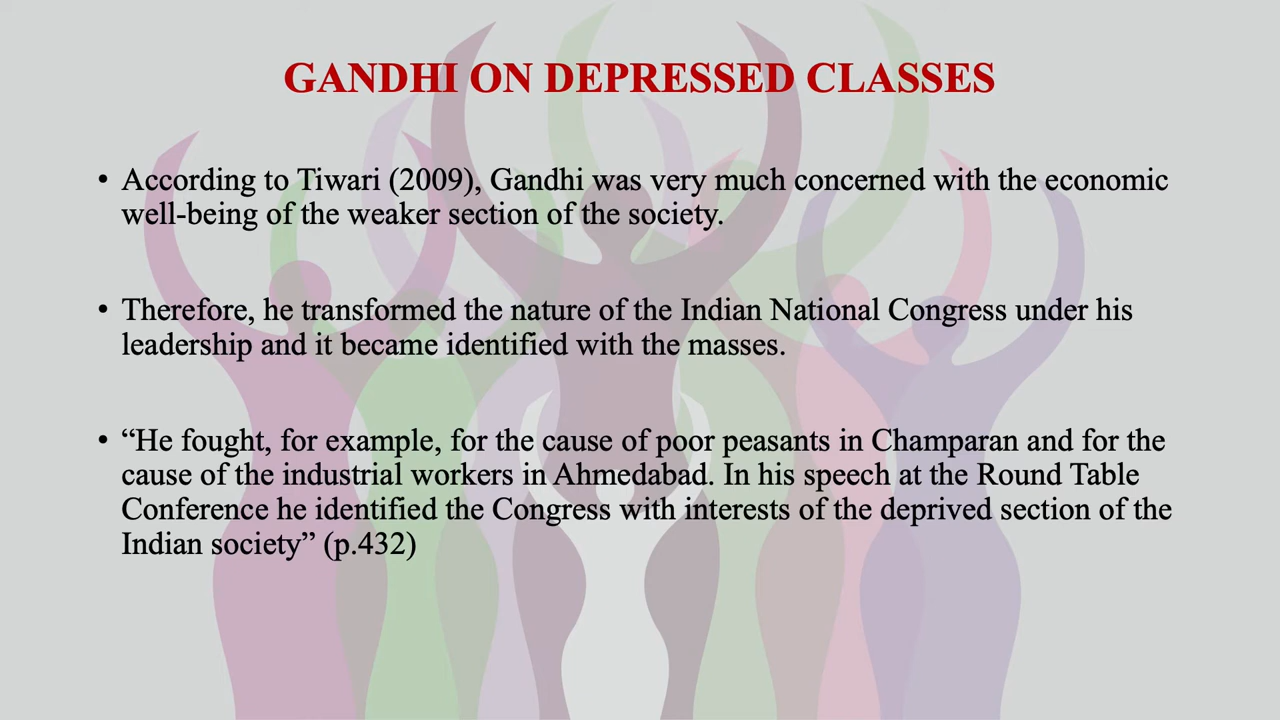 GANDHI ON DEPRESSED CLASSES
• According to Tiwari (2009), Gandhi was very much concerned with the economic
well-being of the weaker section of the society.
• Therefore, he transformed the nature of the Indian National Congress under his
leadership and it became identified with the masses.
• “He fought, for example, for the cause of poor peasants in Champaran and for the
cause of the industrial workers in Ahmedabad. In his speech at the Round Table
Conference he identified the Congress with interests of the deprived section of the
Indian society” (p.432)